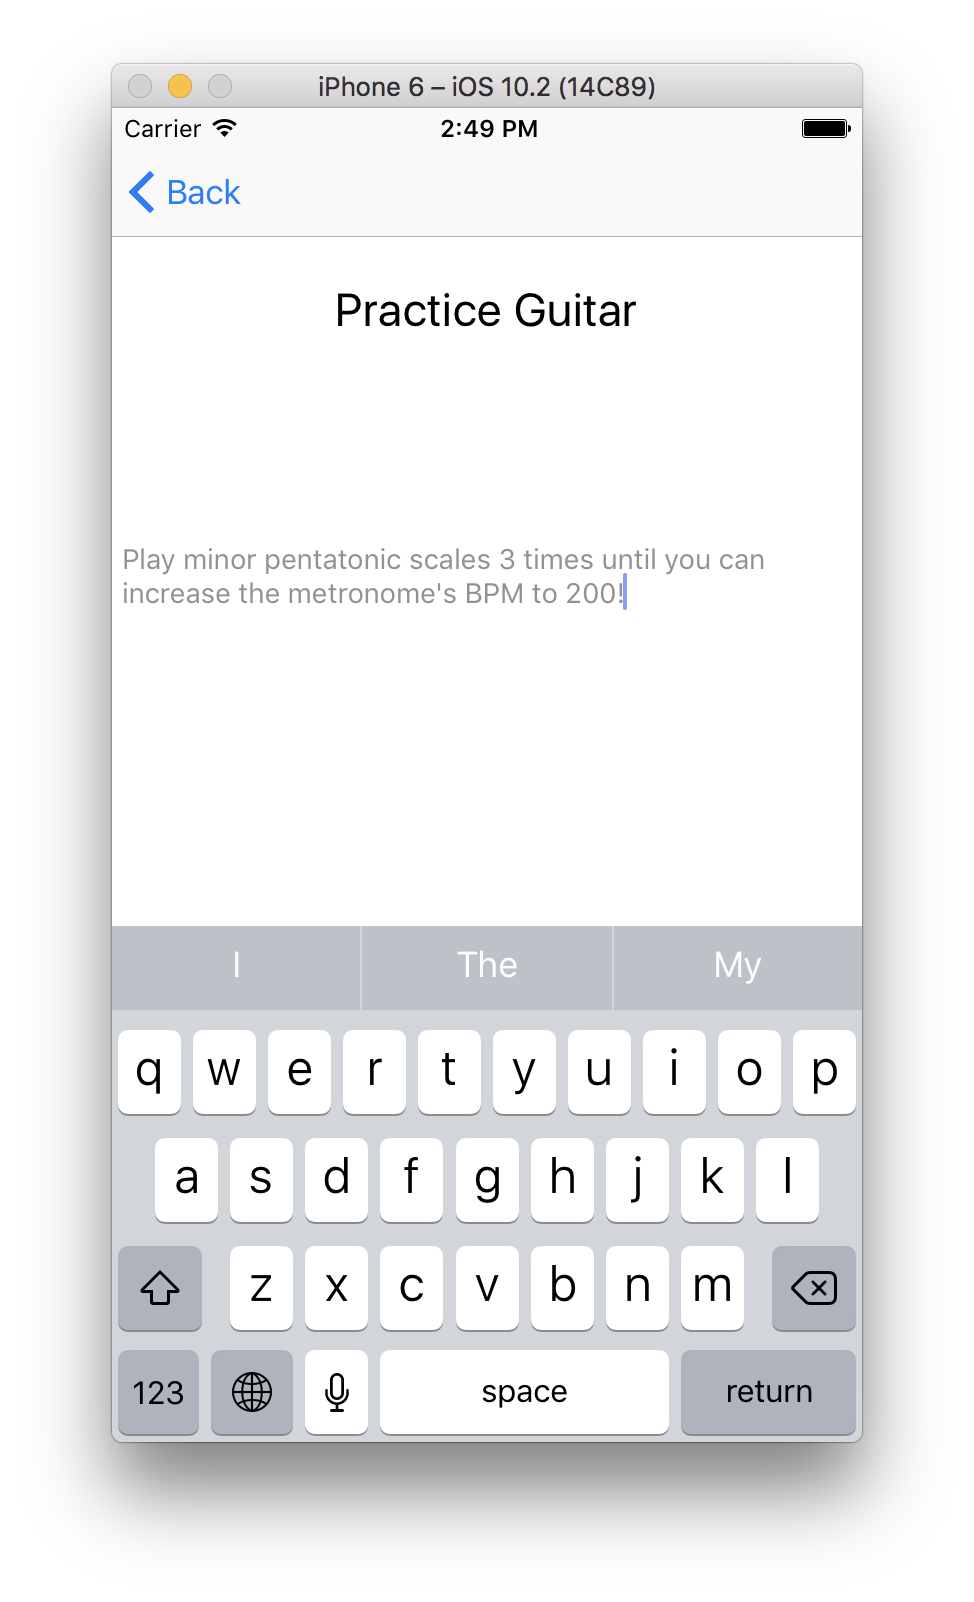 iPhone 6 – iOS 10.2 (14C89)
Carrier 2:49 PM
Back
Practice Guitar
Play minor pentatonic scales 3 times until you can
increase the metronome's BPM to 200!
I The My
q w e r t y u i o p
a s d f g h j k l
z x c v b n m
123 space return